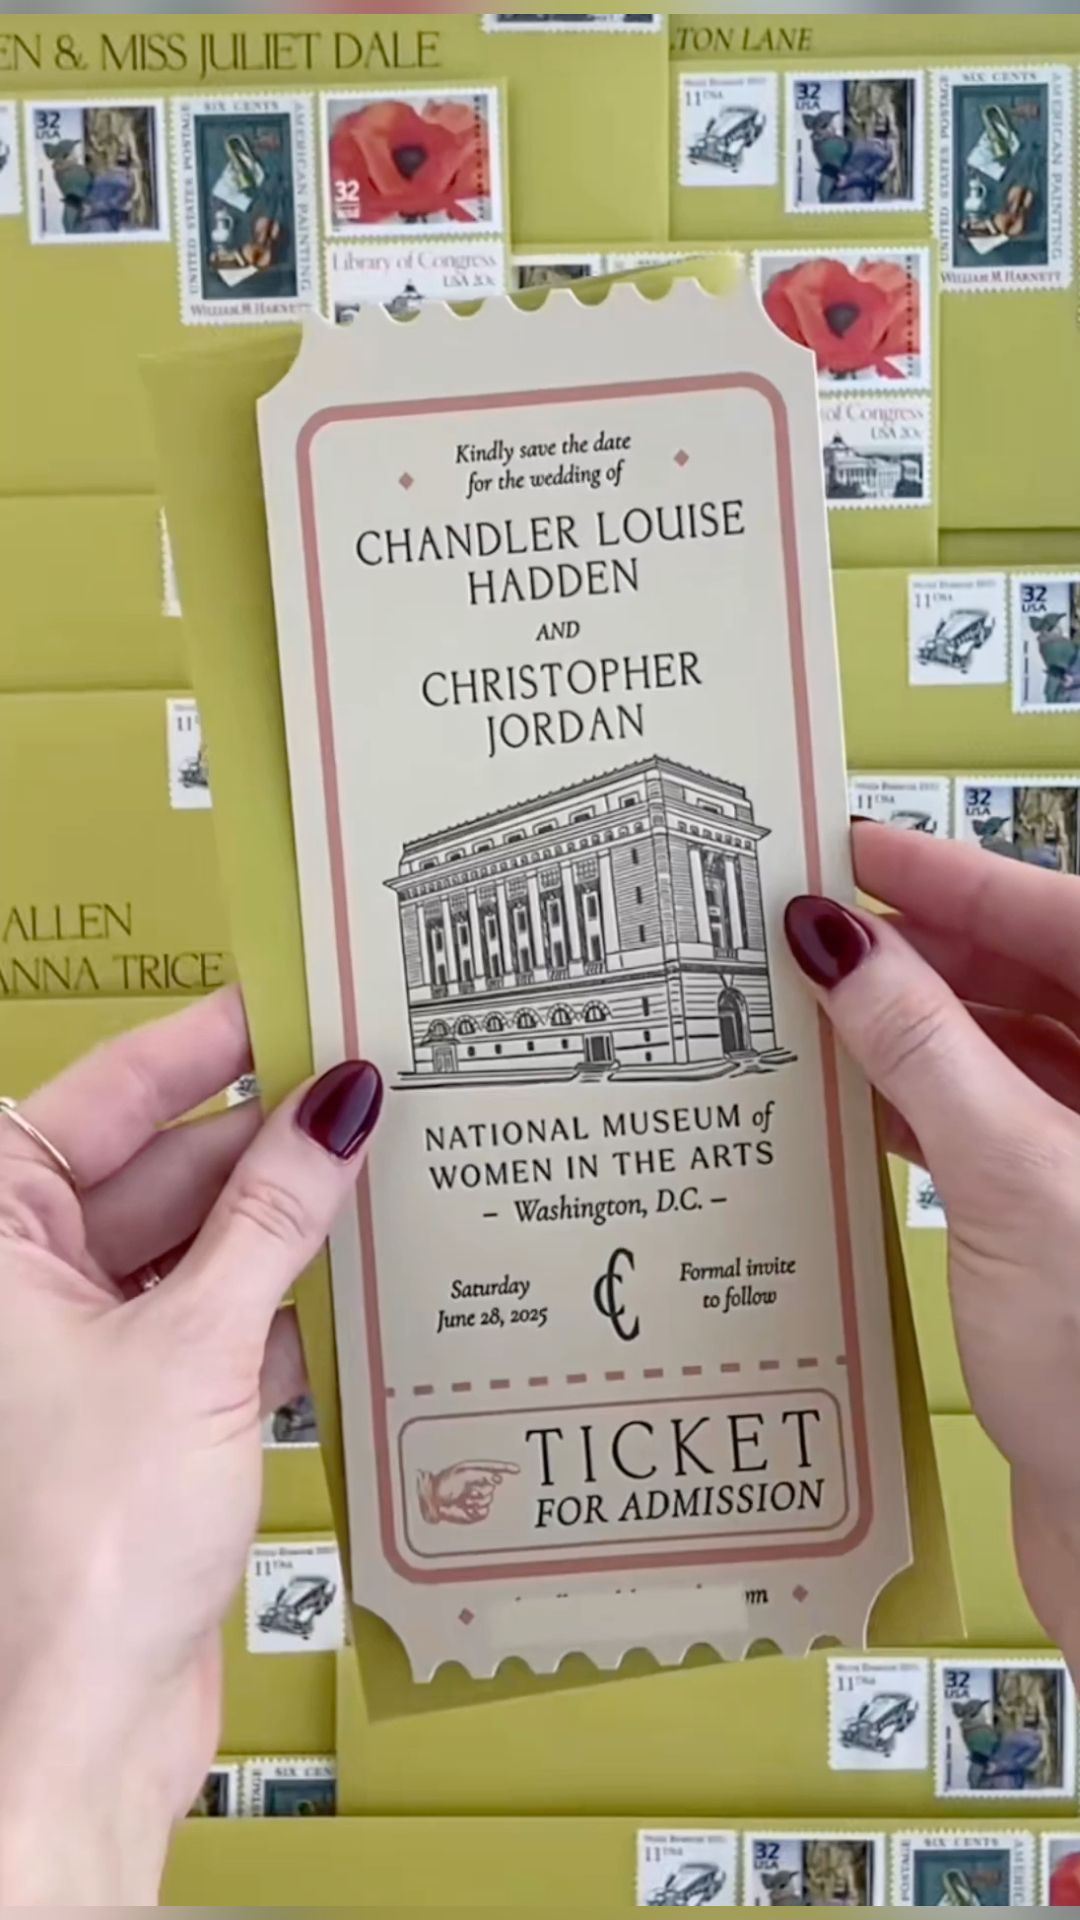 EN & MISS JULIET DALE
TON LANE
32
USA
SIX CENTS
UNITED STATES POSTAGE
AMERICAN PAINTING
WILLIAM M. HARNETT
32
Library of Congress
USA 20c
11 USA
32
USA
SIX CENTS
UNITED STATES POSTAGE
AMERICAN PAINTING
WILLIAM M. HARNETT
of Congress
USA 20c
Kindly save the date
for the wedding of
CHANDLER LOUISE
HADDEN
AND
CHRISTOPHER
JORDAN
NATIONAL MUSEUM of
WOMEN IN THE ARTS
– Washington, D.C. –
Saturday
June 28, 2025
Formal invite
to follow
TICKET
FOR ADMISSION
ALLEN
ANNA TRICE
11 USA
32
USA
11
11 USA
32
USA
11 USA
11 USA
32
USA
SIX CEN
11 USA
32
USA
SIX CENTS
POSTAGE